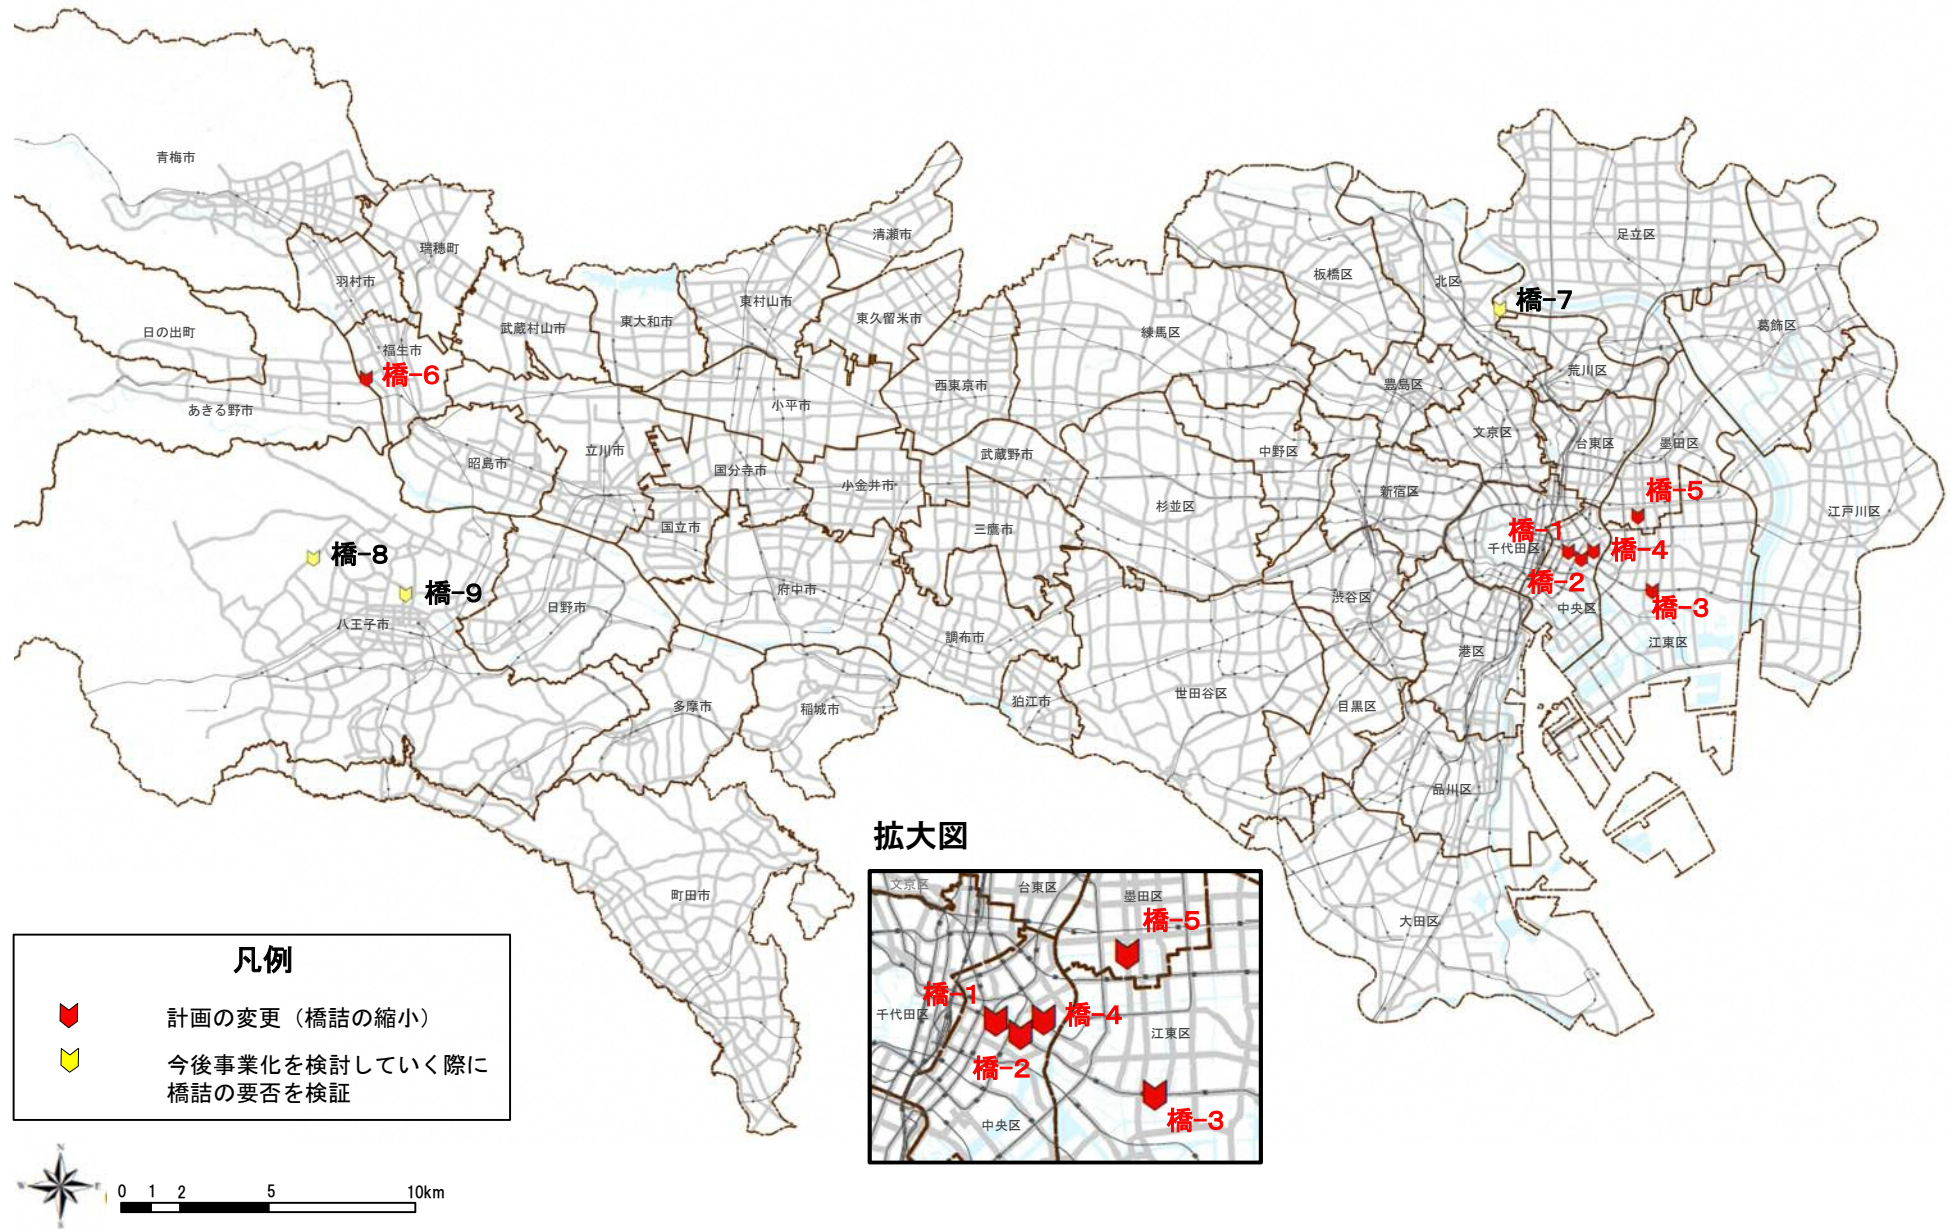 青梅市
瑞穂町
羽村市
日の出町
福生市
橋-6
あきる野市
武蔵村山市
東大和市
東村山市
清瀬市
東久留米市
西東京市
小平市
昭島市
立川市
国分寺市
小金井市
武蔵野市
国立市
三鷹市
橋-8
橋-9
八王子市
日野市
府中市
調布市
狛江市
多摩市
稲城市
町田市
練馬区
板橋区
北区
足立区
橋-7
葛飾区
荒川区
豊島区
文京区
台東区
墨田区
中野区
新宿区
杉並区
江戸川区
橋-5
橋-1
千代田区
橋-4
橋-2
中央区
橋-3
江東区
渋谷区
港区
世田谷区
目黒区
品川区
大田区
拡大図
文京区
台東区
墨田区
橋-5
橋-1
千代田区
橋-4
江東区
橋-2
橋-3
中央区
凡例
計画の変更（橋詰の縮小）
今後事業化を検討していく際に
橋詰の要否を検証
N
W
E
S
0 1 2 5 10km